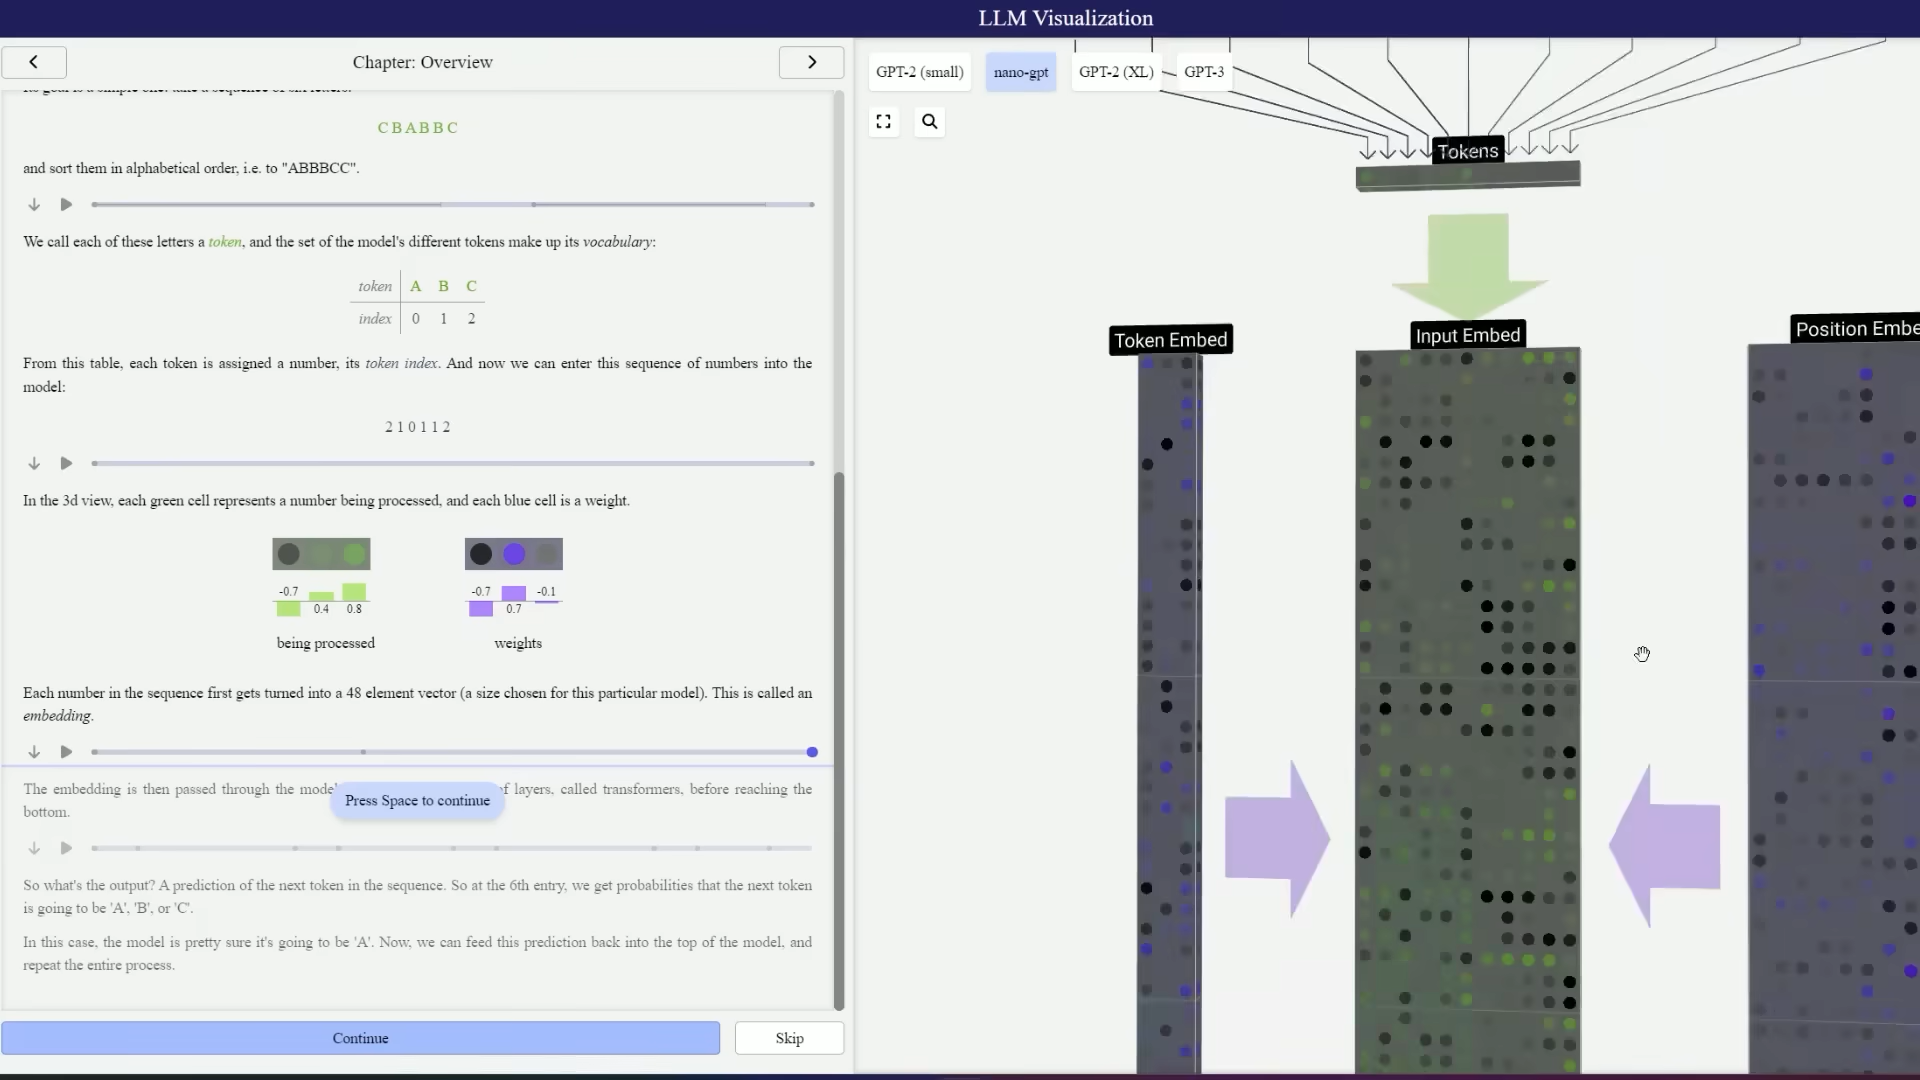 LLM Visualization
Chapter: Overview
Its goal is a simple one: take a sequence of six letters:
C B A B B C
and sort them in alphabetical order, i.e. to "ABBBCC".
We call each of these letters a token, and the set of the model's different tokens make up its vocabulary:
token A B C
index 0 1 2
From this table, each token is assigned a number, its token index. And now we can enter this sequence of numbers into the
model:
2 1 0 1 1 2
In the 3d view, each green cell represents a number being processed, and each blue cell is a weight.
-0.7 0.4 0.8
being processed
-0.7 0.7 -0.1
weights
Each number in the sequence first gets turned into a 48 element vector (a size chosen for this particular model). This is called an
embedding.
The embedding is then passed through the model f layers, called transformers, before reaching the
bottom.
Press Space to continue
So what's the output? A prediction of the next token in the sequence. So at the 6th entry, we get probabilities that the next token
is going to be 'A', 'B', or 'C'.
In this case, the model is pretty sure it's going to be 'A'. Now, we can feed this prediction back into the top of the model, and
repeat the entire process.
Continue
Skip
GPT-2 (small)
nano-gpt
GPT-2 (XL)
GPT-3
Tokens
Token Embed
Input Embed
Position Embe